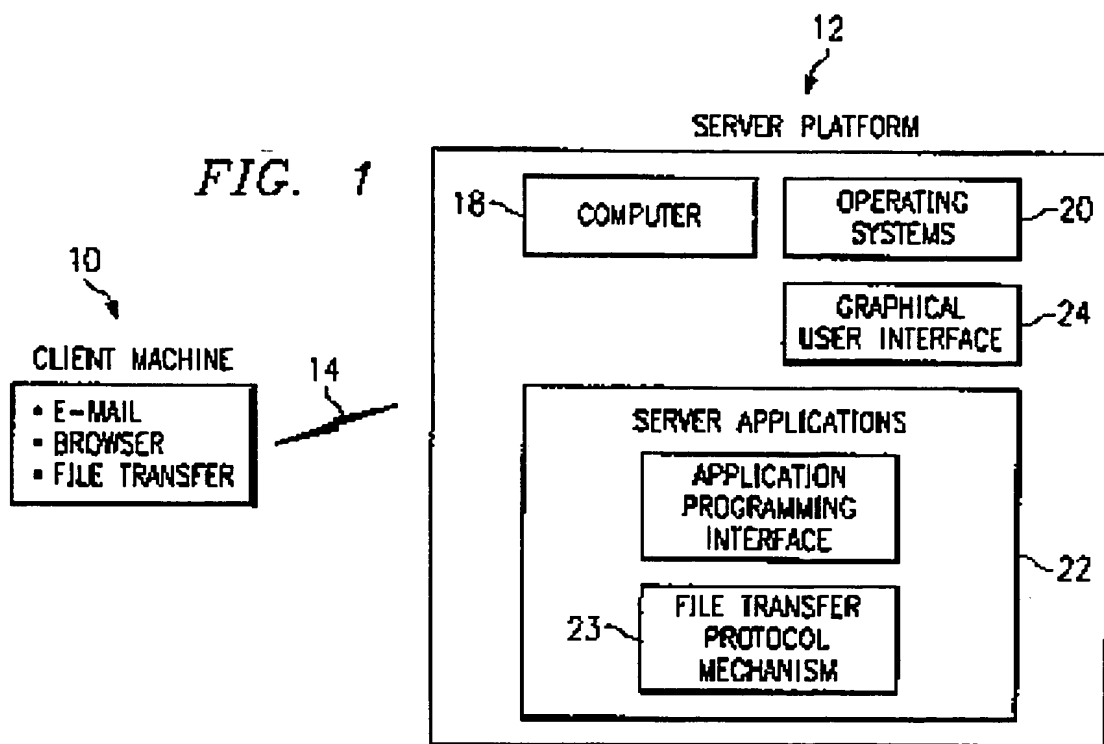 12
SERVER PLATFORM
FIG. 1
18
COMPUTER
OPERATING
SYSTEMS
20
GRAPHICAL
USER INTERFACE
24
10
CLIENT MACHINE
• E-MAIL
• BROWSER
• FILE TRANSFER
14
SERVER APPLICATIONS
APPLICATION
PROGRAMMING
INTERFACE
22
23
FILE TRANSFER
PROTOCOL
MECHANISM